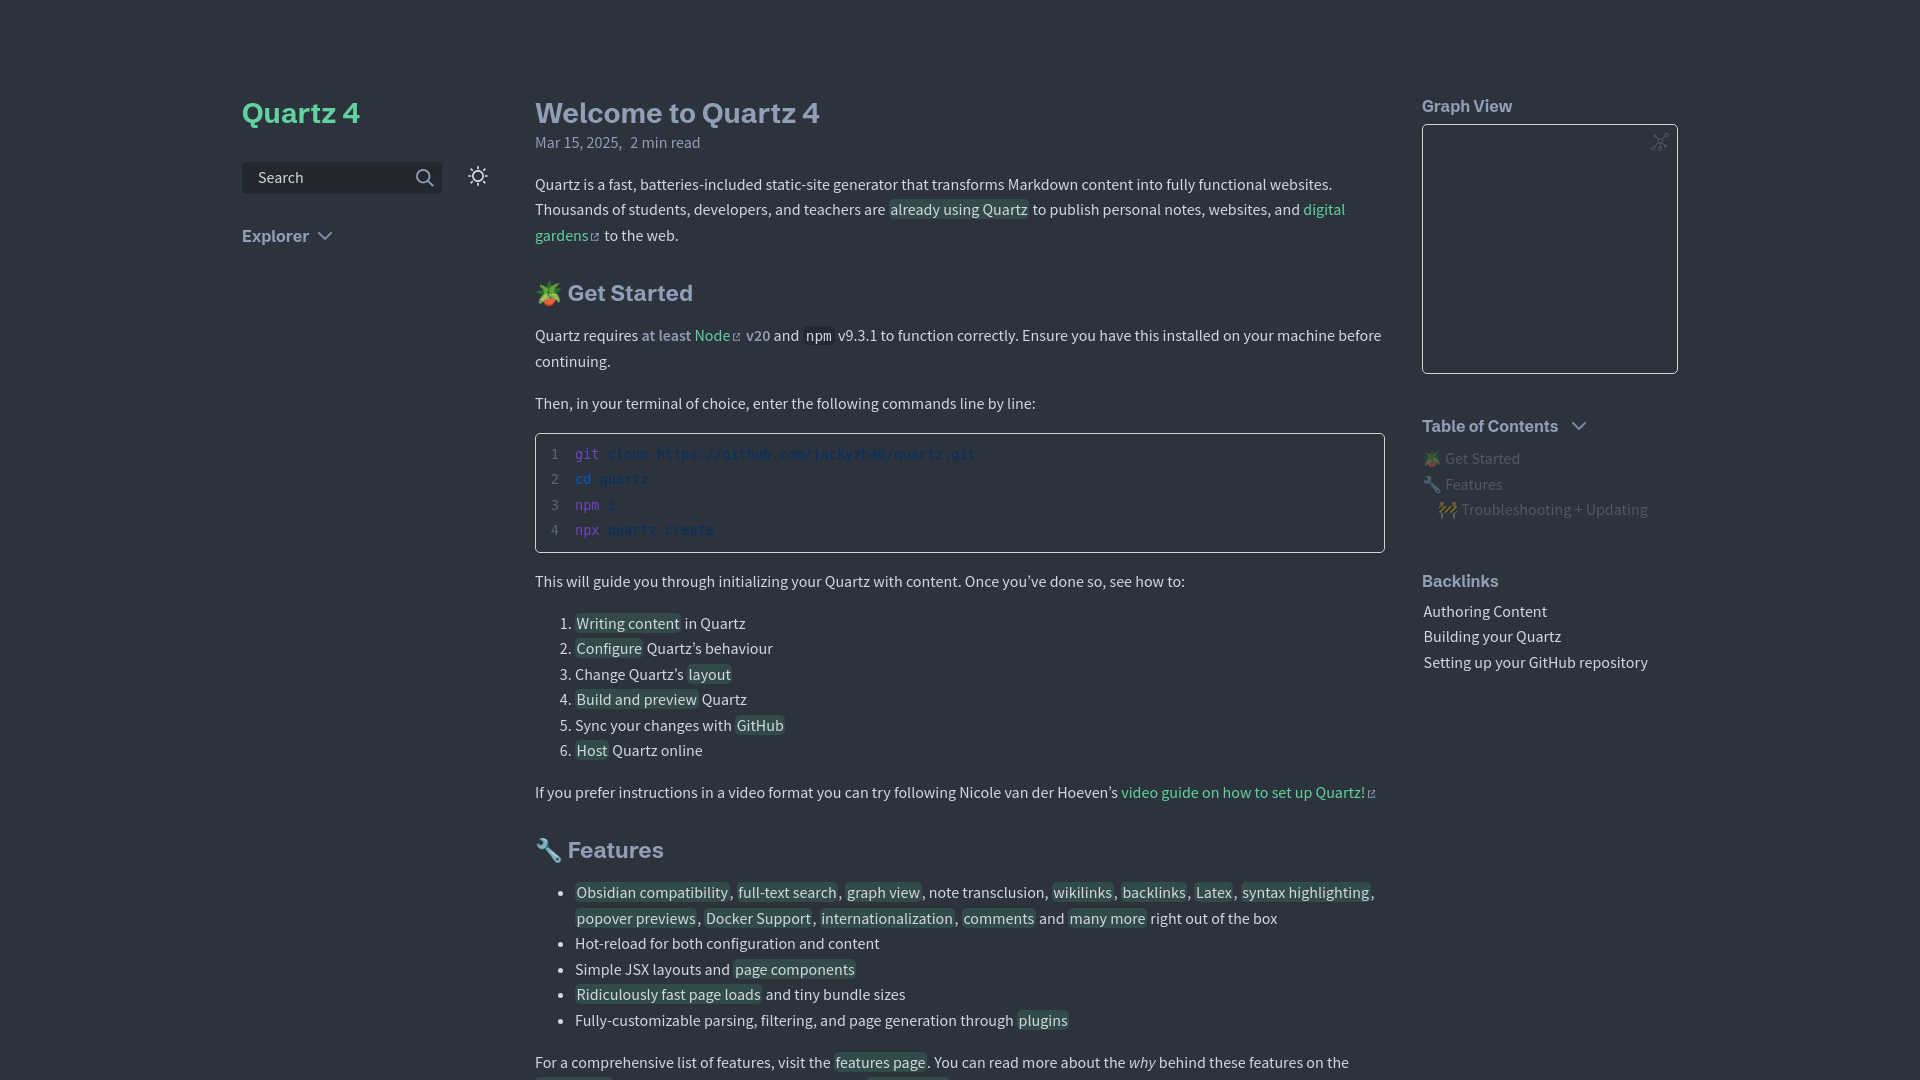 Quartz 4
Search
Explorer
Welcome to Quartz 4
Mar 15, 2025, 2 min read
Quartz is a fast, batteries-included static-site generator that transforms Markdown content into fully functional websites.
Thousands of students, developers, and teachers are already using Quartz to publish personal notes, websites, and digital
gardens to the web.
🪴 Get Started
Quartz requires at least Node v20 and npm v9.3.1 to function correctly. Ensure you have this installed on your machine before
continuing.
Then, in your terminal of choice, enter the following commands line by line:
1 git clone https://github.com/jackyzha0/quartz.git
2 cd quartz
3 npm i
4 npx quartz create
This will guide you through initializing your Quartz with content. Once you’ve done so, see how to:
1. Writing content in Quartz
2. Configure Quartz’s behaviour
3. Change Quartz’s layout
4. Build and preview Quartz
5. Sync your changes with GitHub
6. Host Quartz online
If you prefer instructions in a video format you can try following Nicole van der Hoeven’s video guide on how to set up Quartz!
🔧 Features
• Obsidian compatibility, full-text search, graph view, note transclusion, wikilinks, backlinks, Latex, syntax highlighting,
popover previews, Docker Support, internationalization, comments and many more right out of the box
• Hot-reload for both configuration and content
• Simple JSX layouts and page components
• Ridiculously fast page loads and tiny bundle sizes
• Fully-customizable parsing, filtering, and page generation through plugins
For a comprehensive list of features, visit the features page. You can read more about the why behind these features on the
Graph View
Table of Contents
🪴 Get Started
🔧 Features
🚧 Troubleshooting + Updating
Backlinks
Authoring Content
Building your Quartz
Setting up your GitHub repository